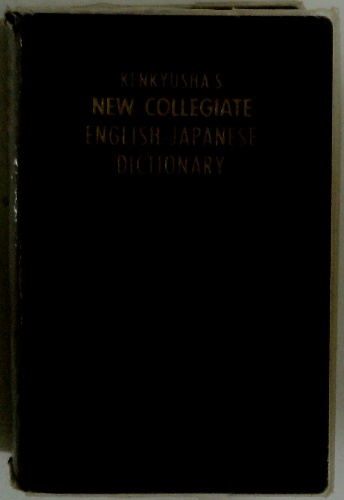 KENKYUSHA'S
NEW COLLEGIATE
ENGLISH-JAPANESE
DICTIONARY